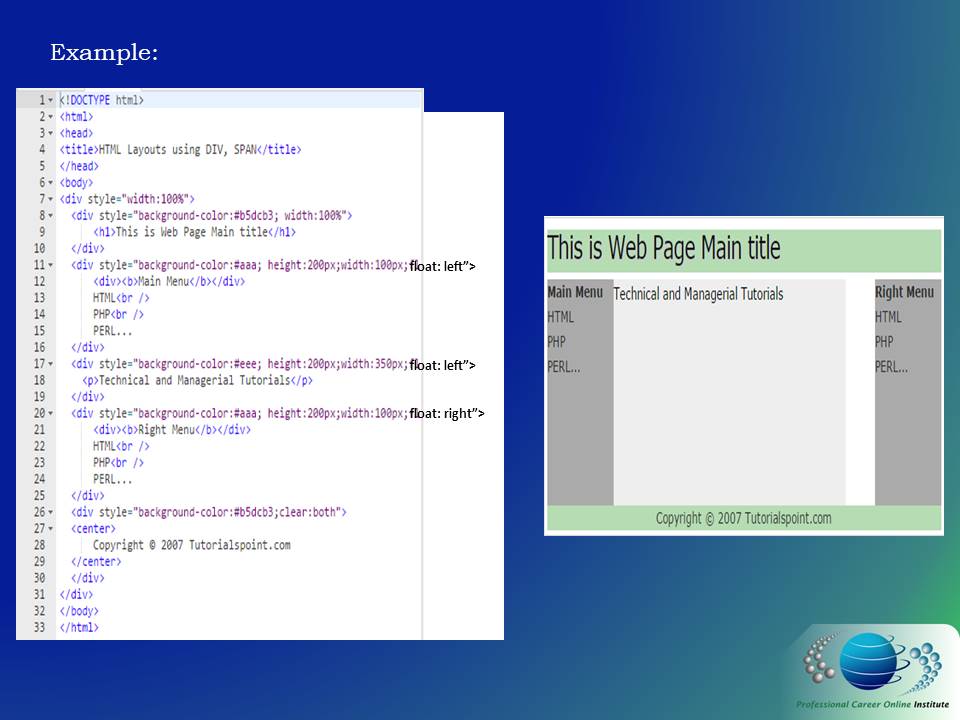 Example:
1 <!DOCTYPE html>
2 <html>
3 <head>
4 <title>HTML Layouts using DIV, SPAN</title>
5 </head>
6 <body>
7 <div style="width:100%">
8 <div style="background-color:#b5dcb3; width:100%">
9 <h1>This is Web Page Main title</h1>
10 </div>
11 <div style="background-color:#aaa; height:200px;width:100px;float: left”>
12 <div><b>Main Menu</b></div>
13 HTML<br />
14 PHP<br />
15 PERL...
16 </div>
17 <div style="background-color:#eee; height:200px;width:350px;float: left”>
18 <p>Technical and Managerial Tutorials</p>
19 </div>
20 <div style="background-color:#aaa; height:200px;width:100px;float: right”>
21 <div><b>Right Menu</b></div>
22 HTML<br />
23 PHP<br />
24 PERL...
25 </div>
26 <div style="background-color:#b5dcb3;clear:both">
27 <center>
28 Copyright © 2007 Tutorialspoint.com
29 </center>
30 </div>
31 </div>
32 </body>
33 </html>
This is Web Page Main title
Main Menu
HTML
PHP
PERL...
Technical and Managerial Tutorials
Right Menu
HTML
PHP
PERL...
Copyright © 2007 Tutorialspoint.com
Professional Career Online Institute